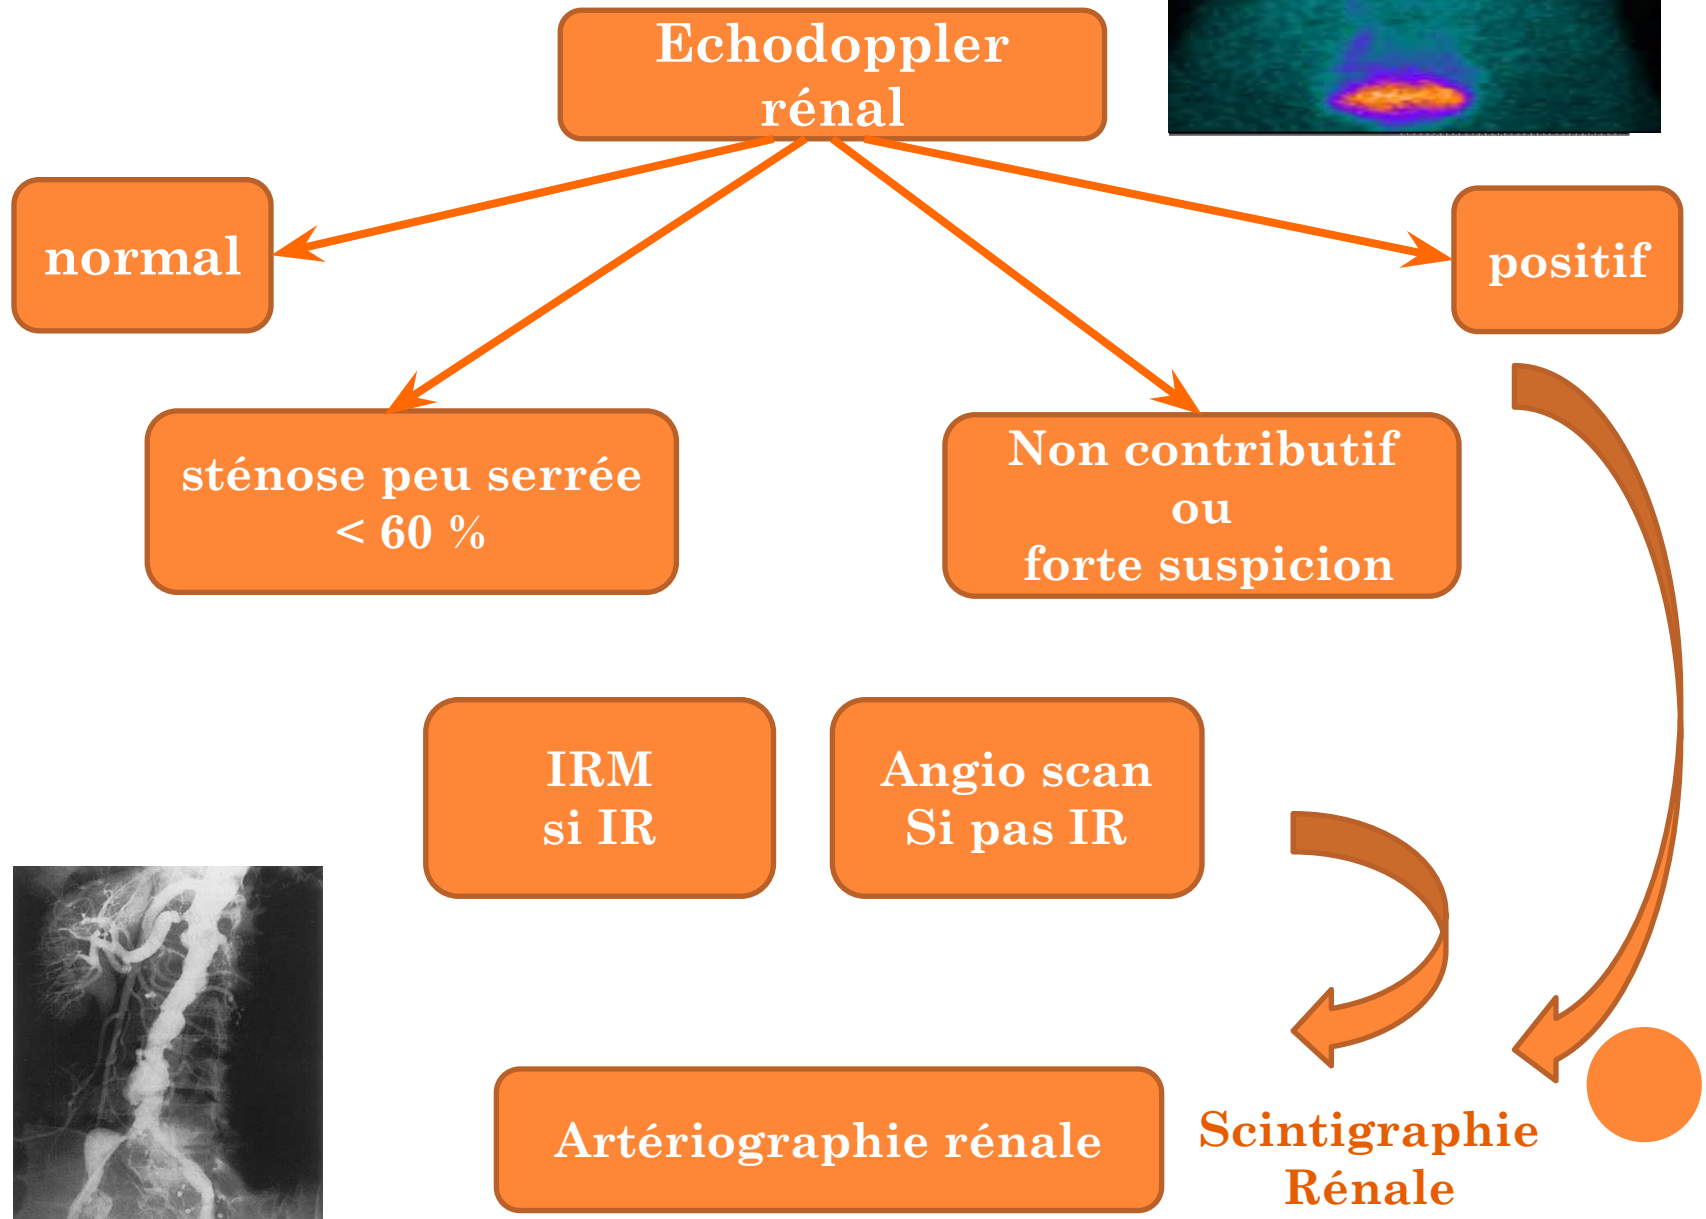 Echodoppler
rénal
normal
positif
sténose peu serrée
< 60 %
Non contributif
ou
forte suspicion
IRM
si IR
Angio scan
Si pas IR
Artériographie rénale
Scintigraphie
Rénale